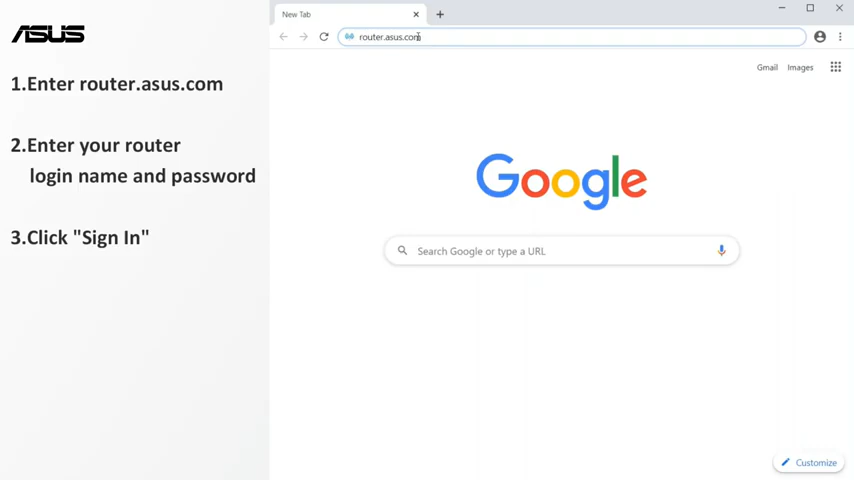 ASUS
1.Enter router.asus.com
2.Enter your router
login name and password
3.Click "Sign In"
New Tab
router.asus.com
Gmail Images
Google
Search Google or type a URL
Customize